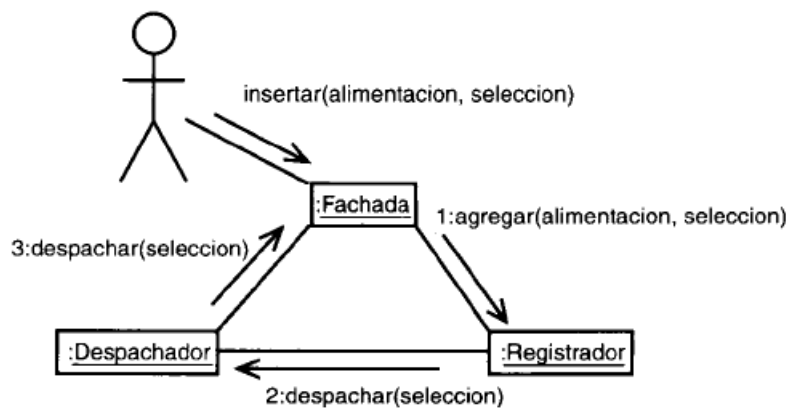 insertar(alimentacion, seleccion)
:Fachada
1:agregar(alimentacion, seleccion)
3:despachar(seleccion)
:Despachador
:Registrador
2:despachar(seleccion)